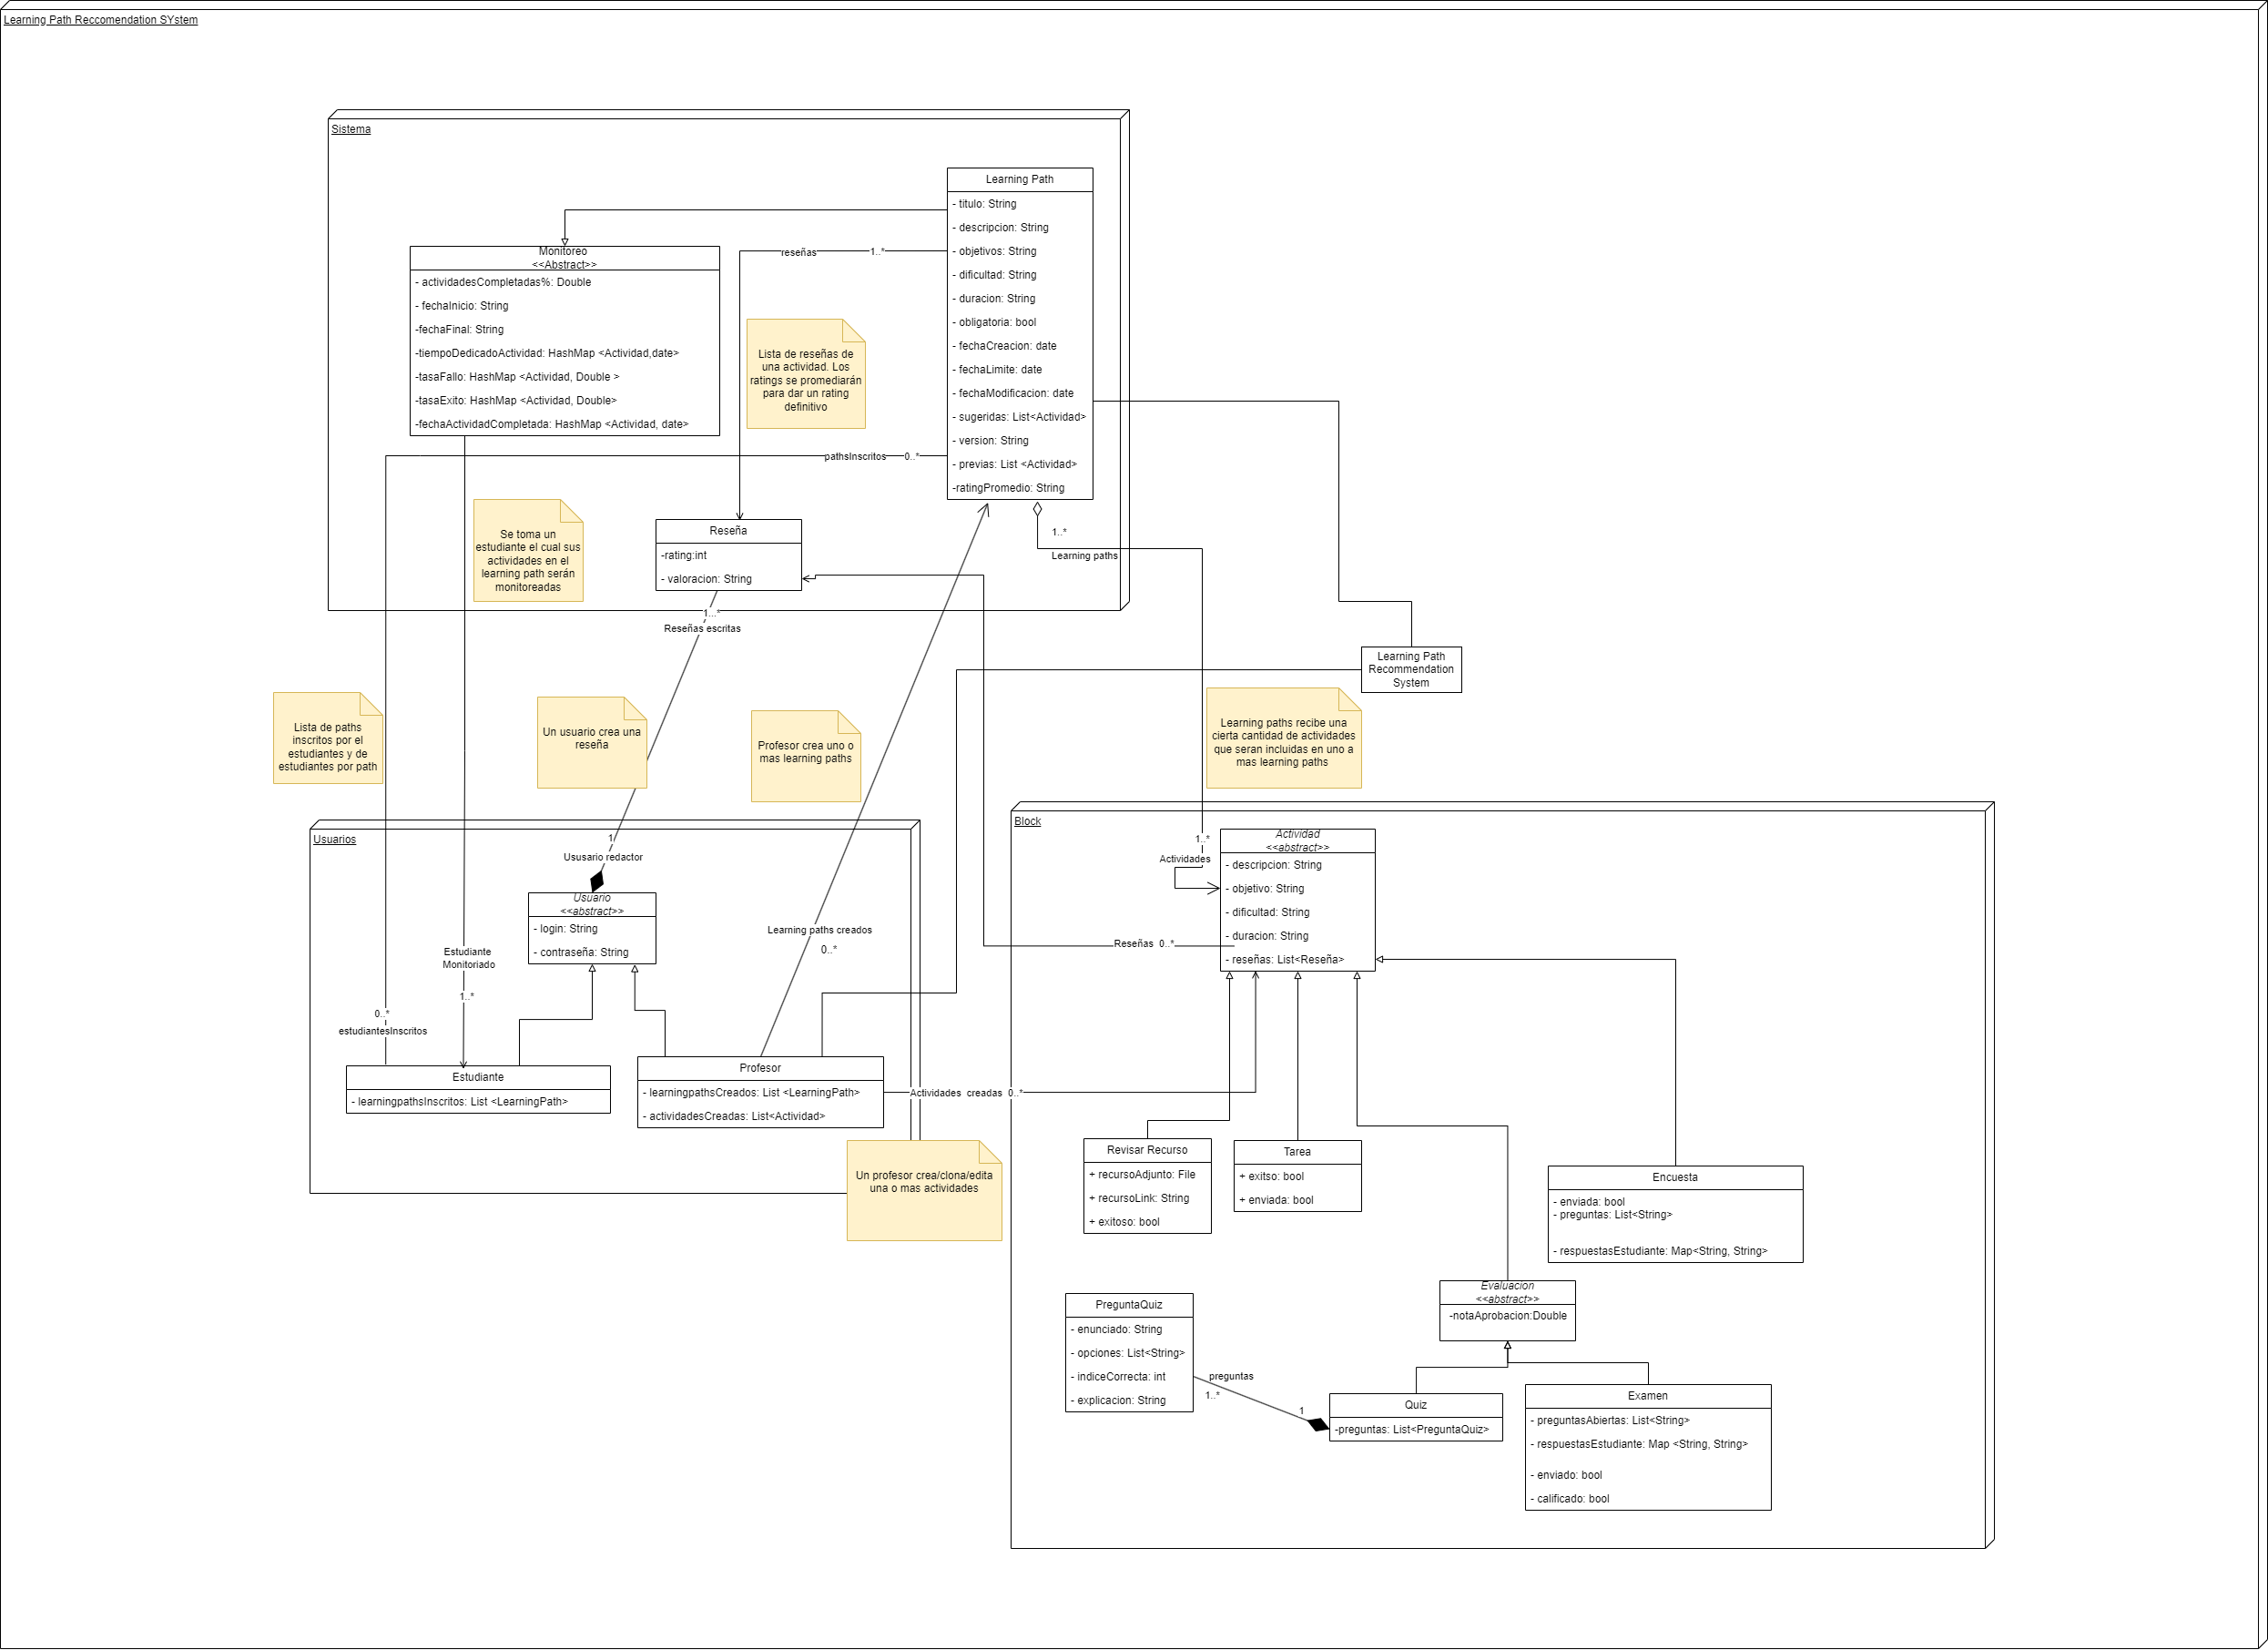 Learning Path Reccomendation SYstem
Sistema
Learning Path
- titulo: String
- descripcion: String
- objetivos: String
- dificultad: String
- duracion: String
- obligatoria: bool
- fechaCreacion: date
- fechaLimite: date
- fechaModificacion: date
- sugeridas: List<Actividad>
- version: String
- previas: List <Actividad>
-ratingPromedio: String
Monitoreo
<<Abstract>>
- actividadesCompletadas%: Double
- fechaInicio: String
-fechaFinal: String
-tiempoDedicadoActividad: HashMap <Actividad,date>
-tasaFallo: HashMap <Actividad, Double >
-tasaExito: HashMap <Actividad, Double>
-fechaActividadCompletada: HashMap <Actividad, date>
reseñas
1..*
Lista de reseñas de
una actividad. Los
ratings se promediarán
para dar un rating
definitivo
pathsInscritos
0..*
Se toma un
estudiante el cual sus
actividades en el
learning path serán
monitoreadas
Reseña
-rating:int
- valoracion: String
1..*
Learning paths
1...*
Reseñas escritas
Learning Path
Recommendation
System
Lista de paths
inscritos por el
estudiantes y de
estudiantes por path
Un usuario crea una
reseña
Profesor crea uno o
mas learning paths
Learning paths recibe una
cierta cantidad de actividades
que seran incluidas en uno a
mas learning paths
Usuarios
1
Ususario redactor
Usuario
<<abstract>>
- login: String
- contraseña: String
Estudiante
Monitoriado
1..*
0..*
estudiantesInscritos
Learning paths creados
0..*
Estudiante
- learningpathsInscritos: List <LearningPath>
Profesor
- learningpathsCreados: List <LearningPath>
- actividadesCreadas: List<Actividad>
Actividades creadas 0..*
Un profesor crea/clona/edita
una o mas actividades
Block
1..*
Actividades
Actividad
<<abstract>>
- descripcion: String
- objetivo: String
- dificultad: String
- duracion: String
- reseñas: List<Reseña>
Reseñas 0..*
Revisar Recurso
+ recursoAdjunto: File
+ recursoLink: String
+ exitoso: bool
Tarea
+ exitso: bool
+ enviada: bool
Encuesta
- enviada: bool
- preguntas: List<String>
- respuestasEstudiante: Map<String, String>
Evaluacion
<<abstract>>
-notaAprobacion:Double
PreguntaQuiz
- enunciado: String
- opciones: List<String>
- indiceCorrecta: int
- explicacion: String
preguntas
1..*
1
Quiz
-preguntas: List<PreguntaQuiz>
Examen
- preguntasAbiertas: List<String>
- respuestasEstudiante: Map <String, String>
- enviado: bool
- calificado: bool